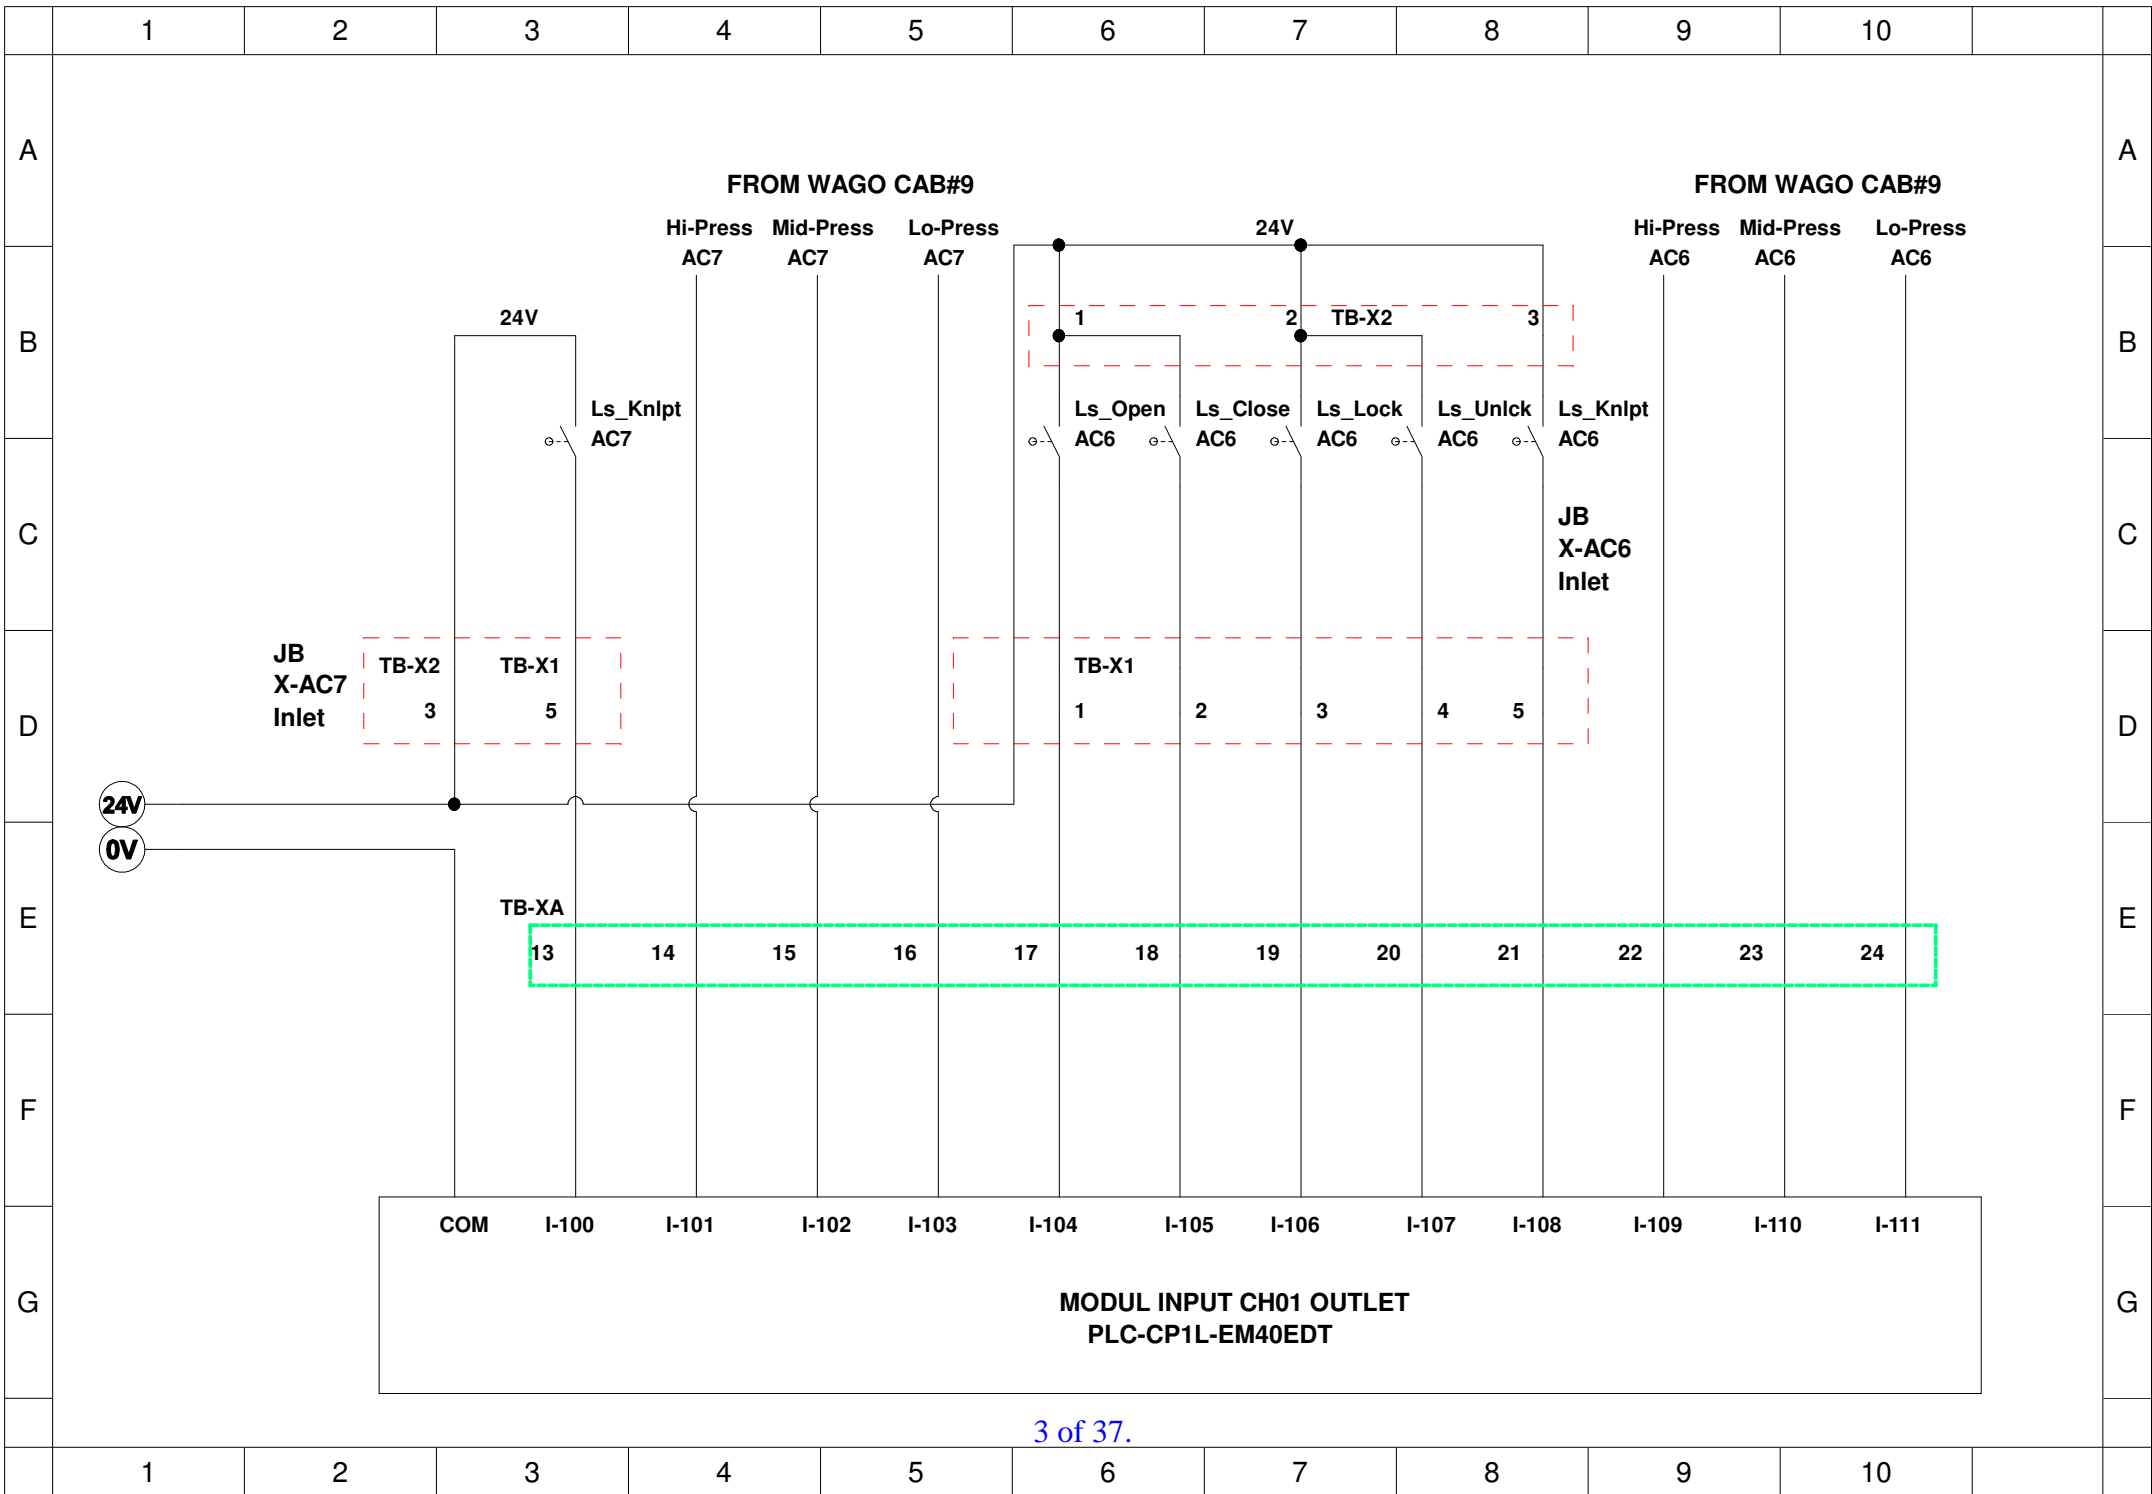 1 2 3 4 5 6 7 8 9 10
A A
FROM WAGO CAB#9 FROM WAGO CAB#9
Hi-Press Mid-Press Lo-Press 24V Hi-Press Mid-Press Lo-Press
AC7 AC7 AC7 AC6 AC6 AC6
24V 1 2 TB-X2 3
B B
Ls_Knlpt Ls_Open Ls_Close Ls_Lock Ls_Unlck Ls_Knlpt
AC7 AC6 AC6 AC6 AC6 AC6
JB
C X-AC6 C
Inlet
JB TB-X2 TB-X1 TB-X1
X-AC7
Inlet 3 5 1 2 3 4 5
D D
24V
0V
TB-XA
E E
13 14 15 16 17 18 19 20 21 22 23 24
F F
COM I-100 I-101 I-102 I-103 I-104 I-105 I-106 I-107 I-108 I-109 I-110 I-111
G MODUL INPUT CH01 OUTLET G
PLC-CP1L-EM40EDT
3 of 37.
1 2 3 4 5 6 7 8 9 10